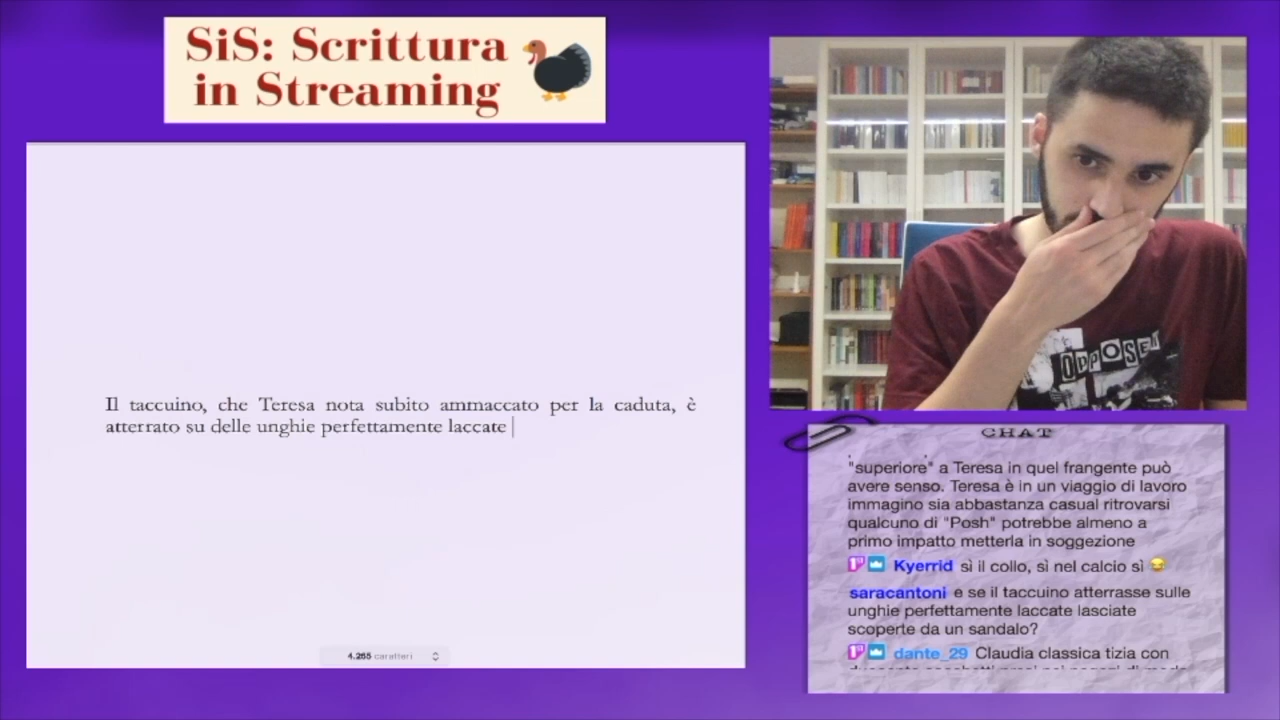 SiS: Scrittura
in Streaming
OPPOSE
Il taccuino, che Teresa nota subito ammaccato per la caduta, è
atterrato su delle unghie perfettamente laccate
4.265 caratteri
CHAT
"superiore" a Teresa in quel frangente può
avere senso. Teresa è in un viaggio di lavoro
immagino sia abbastanza casual ritrovarsi
qualcuno di "Posh" potrebbe almeno a
primo impatto metterla in soggezione
Kyerrid sì il collo, sì nel calcio sì 😂
saracantoni e se il taccuino atterrasse sulle
unghie perfettamente laccate lasciate
scoperte da un sandalo?
dante_29 Claudia classica tizia con